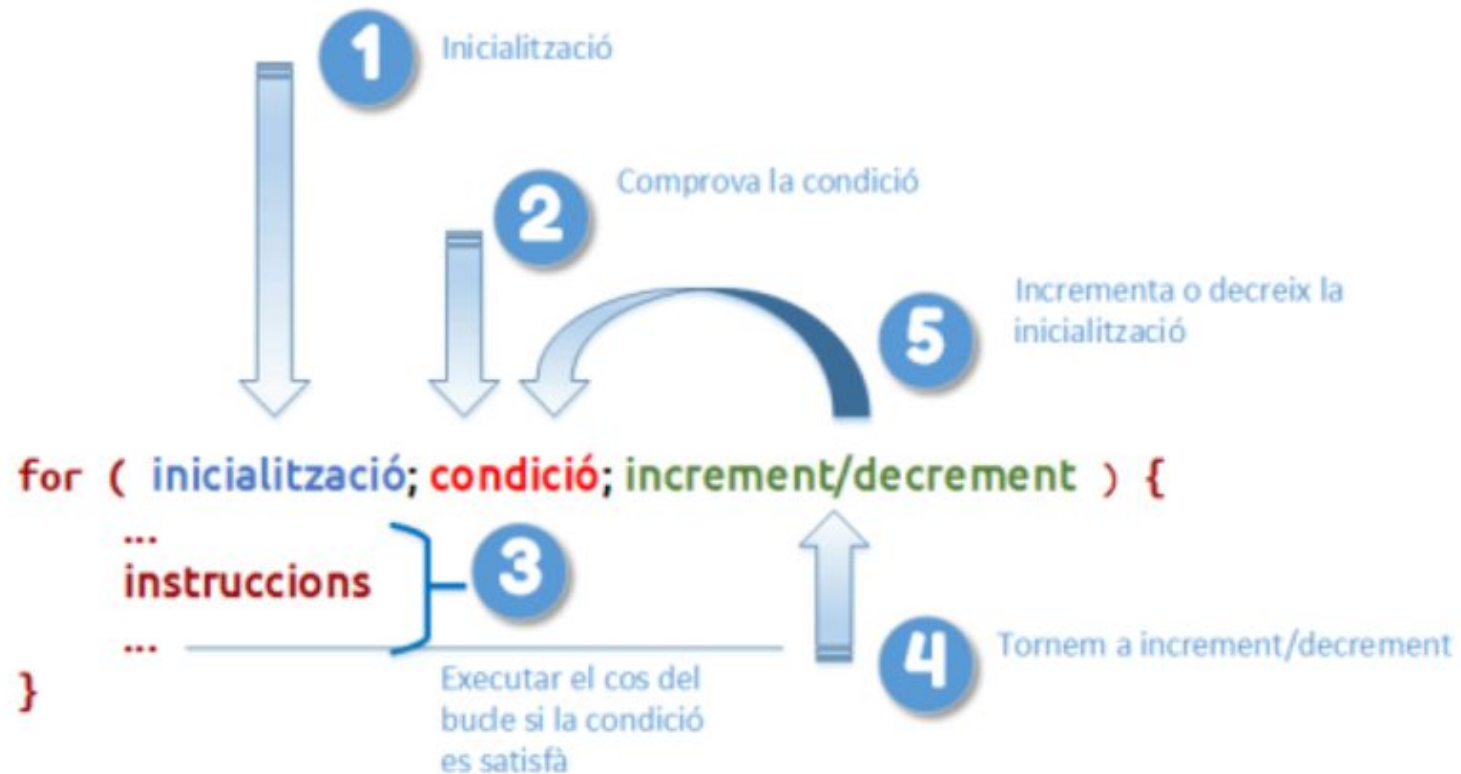 1
Inicialització
2
Comprova la condició
5
Incrementa o decreix la
inicialització
for ( inicialització; condició; increment/decrement ) {
...
instruccions
...
}
3
Executar el cos del
bucle si la condició
es satisfà
4
Tornem a increment/decrement